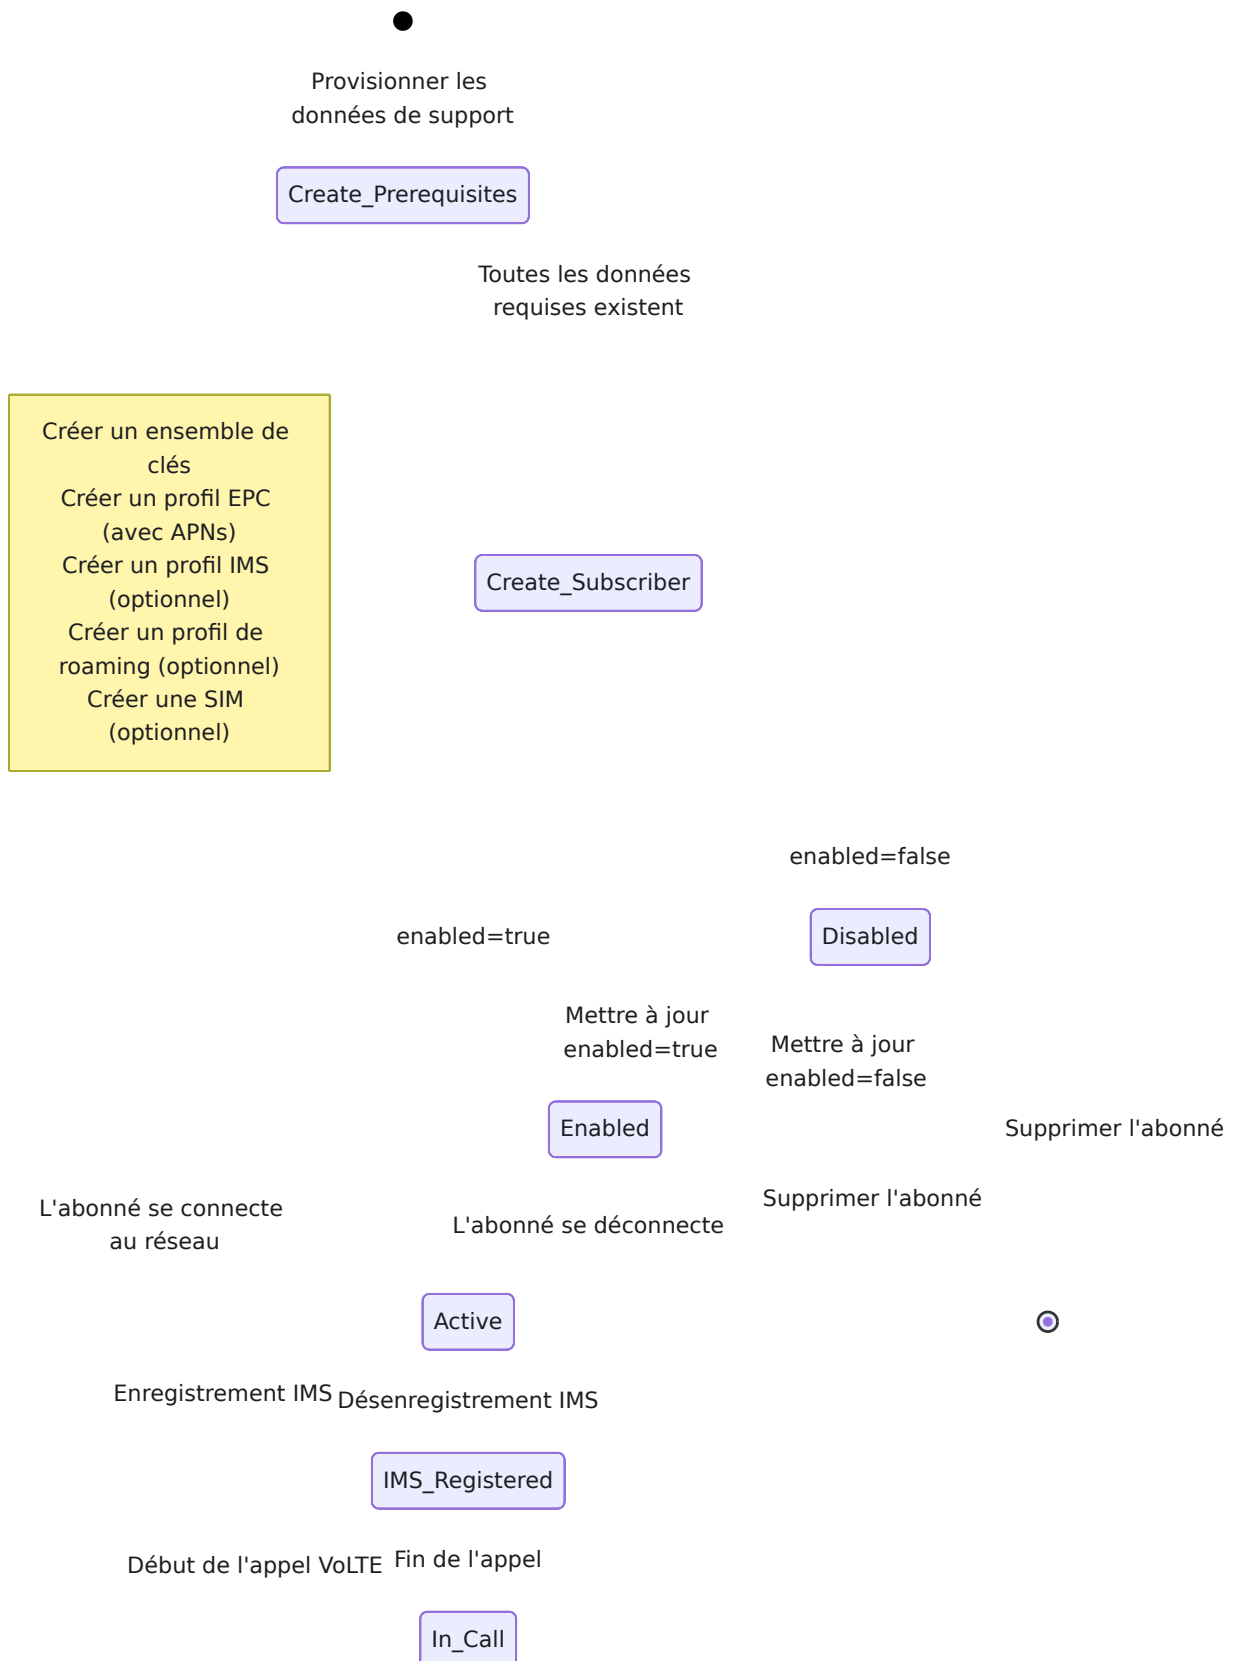 Provisionner les
données de support
Create_Prerequisites
Toutes les données
requises existent
Créer un ensemble de
clés
Créer un profil EPC
(avec APNs)
Créer un profil IMS
(optionnel)
Créer un profil de
roaming (optionnel)
Créer une SIM
(optionnel)
Create_Subscriber
enabled=false
enabled=true
Disabled
Mettre à jour
enabled=true
Mettre à jour
enabled=false
Enabled
Supprimer l'abonné
Supprimer l'abonné
L'abonné se connecte
au réseau
L'abonné se déconnecte
Active
Enregistrement IMS
Désenregistrement IMS
IMS_Registered
Début de l'appel VoLTE
Fin de l'appel
In_Call